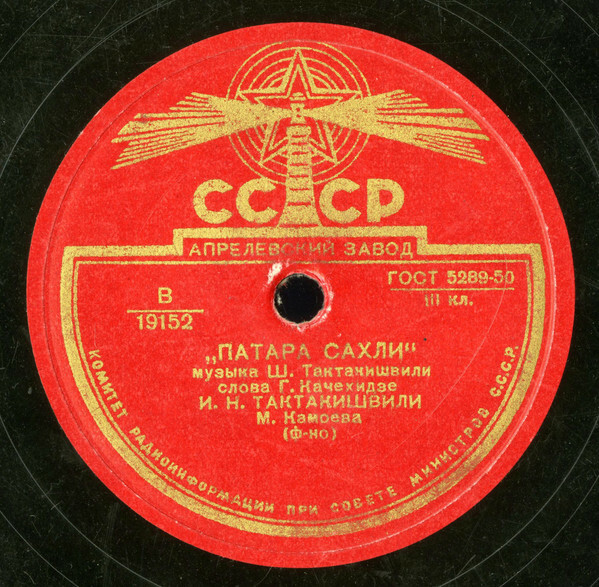 СССР
АПРЕЛЕВСКИЙ ЗАВОД
В
19152
ГОСТ 5289-50
III кл.
„ПАТАРА САХЛИ“
музыка Ш. Тактакишвили
слова Г. Качехидзе
И. Н. ТАКТАКИШВИЛИ
М. Камоева
(Ф-но)
КОМИТЕТ РАДИОИНФОРМАЦИИ ПРИ СОВЕТЕ МИНИСТРОВ С.С.С.Р.